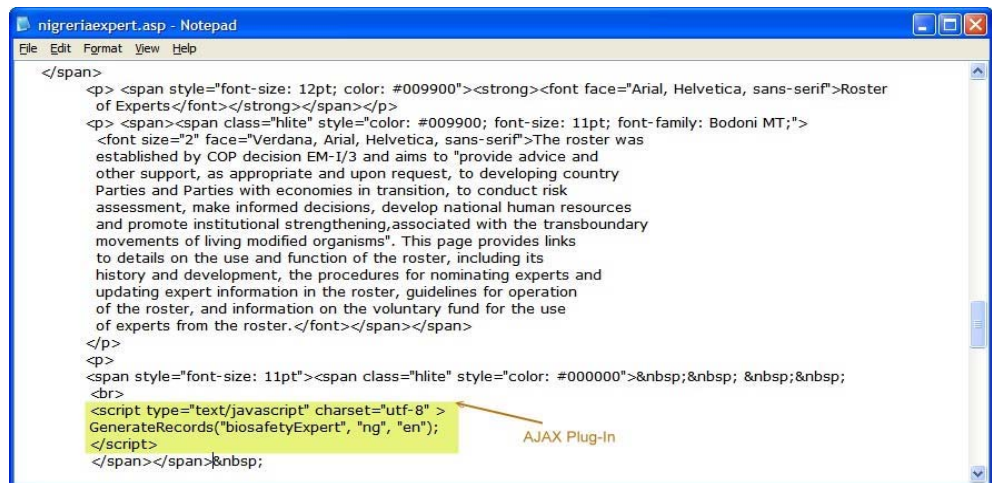 nigreriaexpert.asp - Notepad
File Edit Format View Help
</span>
<p> <span style="font-size: 12pt; color: #009900"><strong><font face="Arial, Helvetica, sans-serif">Roster
of Experts</font></strong></span></p>
<p> <span><span class="hlite" style="color: #009900; font-size: 11pt; font-family: Bodoni MT;">
<font size="2" face="Verdana, Arial, Helvetica, sans-serif">The roster was
established by COP decision EM-I/3 and aims to "provide advice and
other support, as appropriate and upon request, to developing country
Parties and Parties with economies in transition, to conduct risk
assessment, make informed decisions, develop national human resources
and promote institutional strengthening,associated with the transboundary
movements of living modified organisms". This page provides links
to details on the use and function of the roster, including its
history and development, the procedures for nominating experts and
updating expert information in the roster, guidelines for operation
of the roster, and information on the voluntary fund for the use
of experts from the roster.</font></span></span>
</p>
<p>
<span style="font-size: 11pt"><span class="hlite" style="color: #000000">&nbsp;&nbsp; &nbsp;&nbsp;
<br>
<script type="text/javascript" charset="utf-8" >
GenerateRecords("biosafetyExpert", "ng", "en");
</script>
AJAX Plug-In
</span></span>&nbsp;